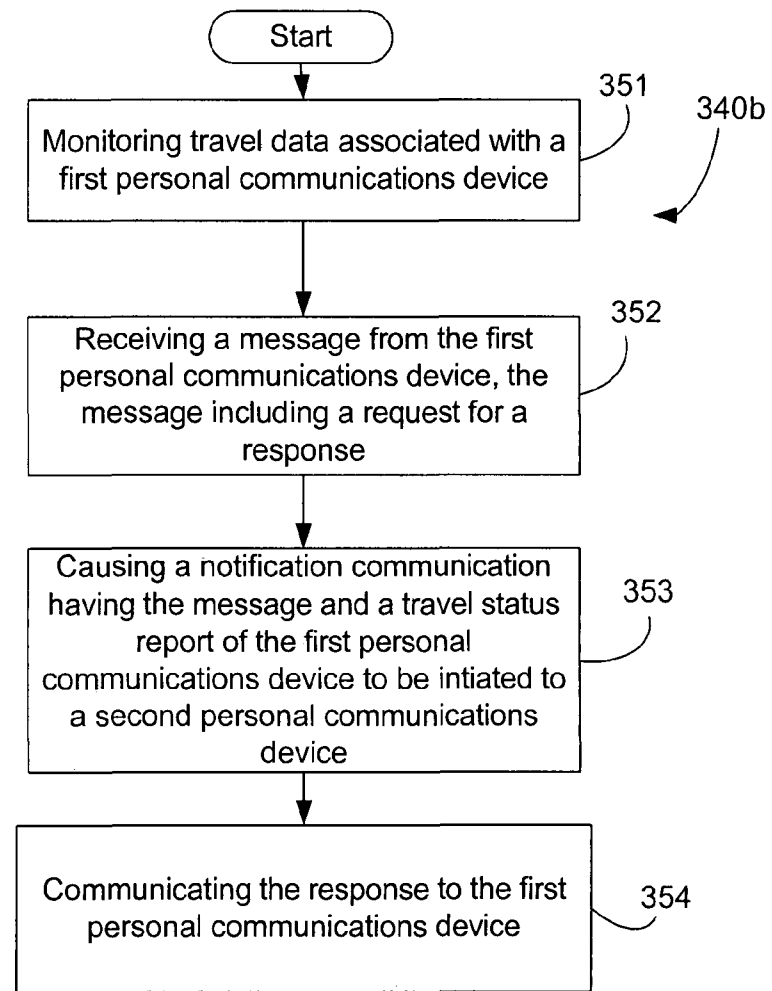 Start
351
340b
Monitoring travel data associated with a
first personal communications device
352
Receiving a message from the first
personal communications device, the
message including a request for a
response
353
Causing a notification communication
having the message and a travel status
report of the first personal
communications device to be intiated to
a second personal communications
device
354
Communicating the response to the first
personal communications device